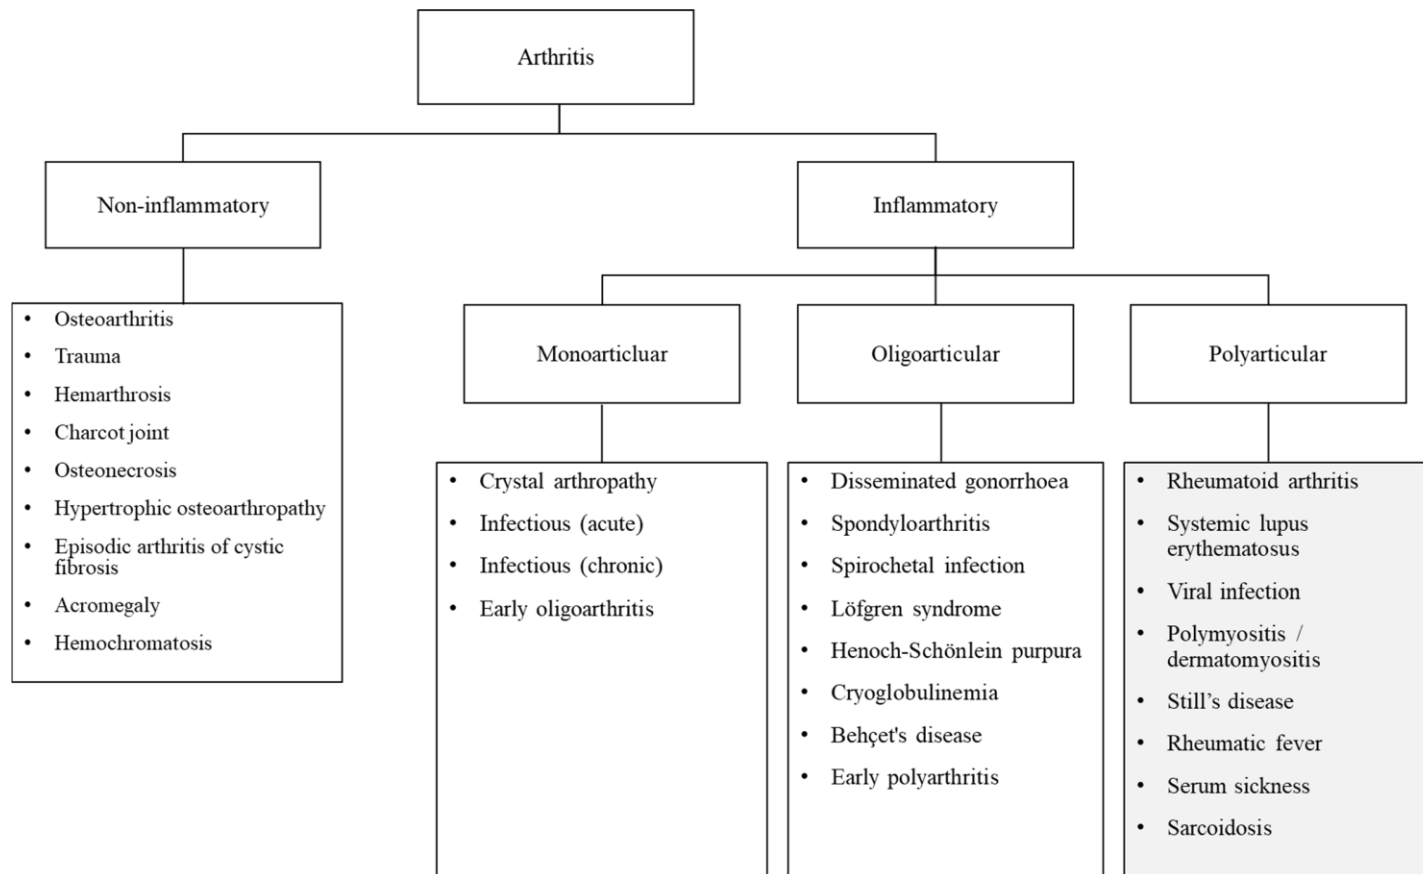 Arthritis
Non-inflammatory
Inflammatory
• Osteoarthritis
• Trauma
• Hemarthrosis
• Charcot joint
• Osteonecrosis
• Hypertrophic osteoarthropathy
• Episodic arthritis of cystic
fibrosis
• Acromegaly
• Hemochromatosis
Monoarticluar
Oligoarticular
Polyarticular
• Crystal arthropathy
• Infectious (acute)
• Infectious (chronic)
• Early oligoarthritis
• Disseminated gonorrhoea
• Spondyloarthritis
• Spirochetal infection
• Löfgren syndrome
• Henoch-Schönlein purpura
• Cryoglobulinemia
• Behçet's disease
• Early polyarthritis
• Rheumatoid arthritis
• Systemic lupus
erythematosus
• Viral infection
• Polymyositis /
dermatomyositis
• Still’s disease
• Rheumatic fever
• Serum sickness
• Sarcoidosis